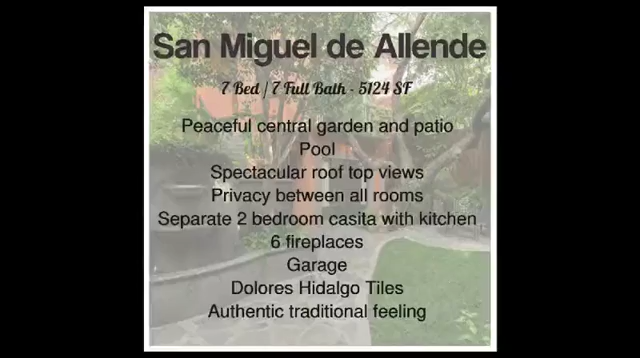 San Miguel de Allende
7 Bed / 7 Full Bath - 5124 SF
Peaceful central garden and patio
Pool
Spectacular roof top views
Privacy between all rooms
Separate 2 bedroom casita with kitchen
6 fireplaces
Garage
Dolores Hidalgo Tiles
Authentic traditional feeling